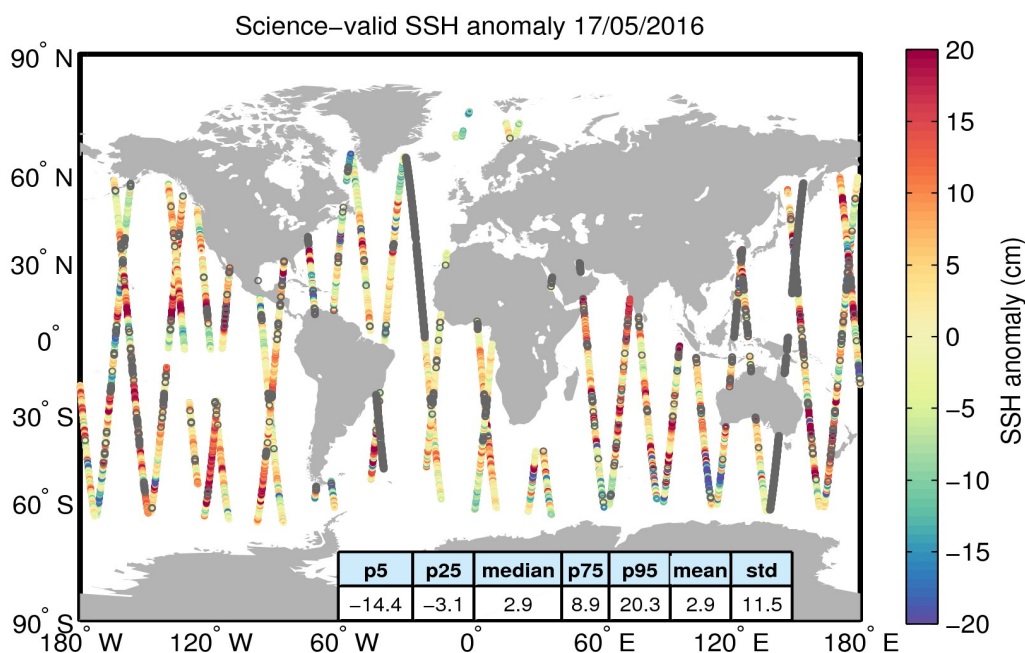 Science−valid SSH anomaly 17/05/2016
90° N
60° N
30° N
0°
30° S
60° S
90° S
180° W
120° W
60° W
0°
60° E
120° E
180° E
p5 p25 median p75 p95 mean std
−14.4 −3.1 2.9 8.9 20.3 2.9 11.5
20
15
10
5
0
−5
−10
−15
−20
SSH anomaly (cm)